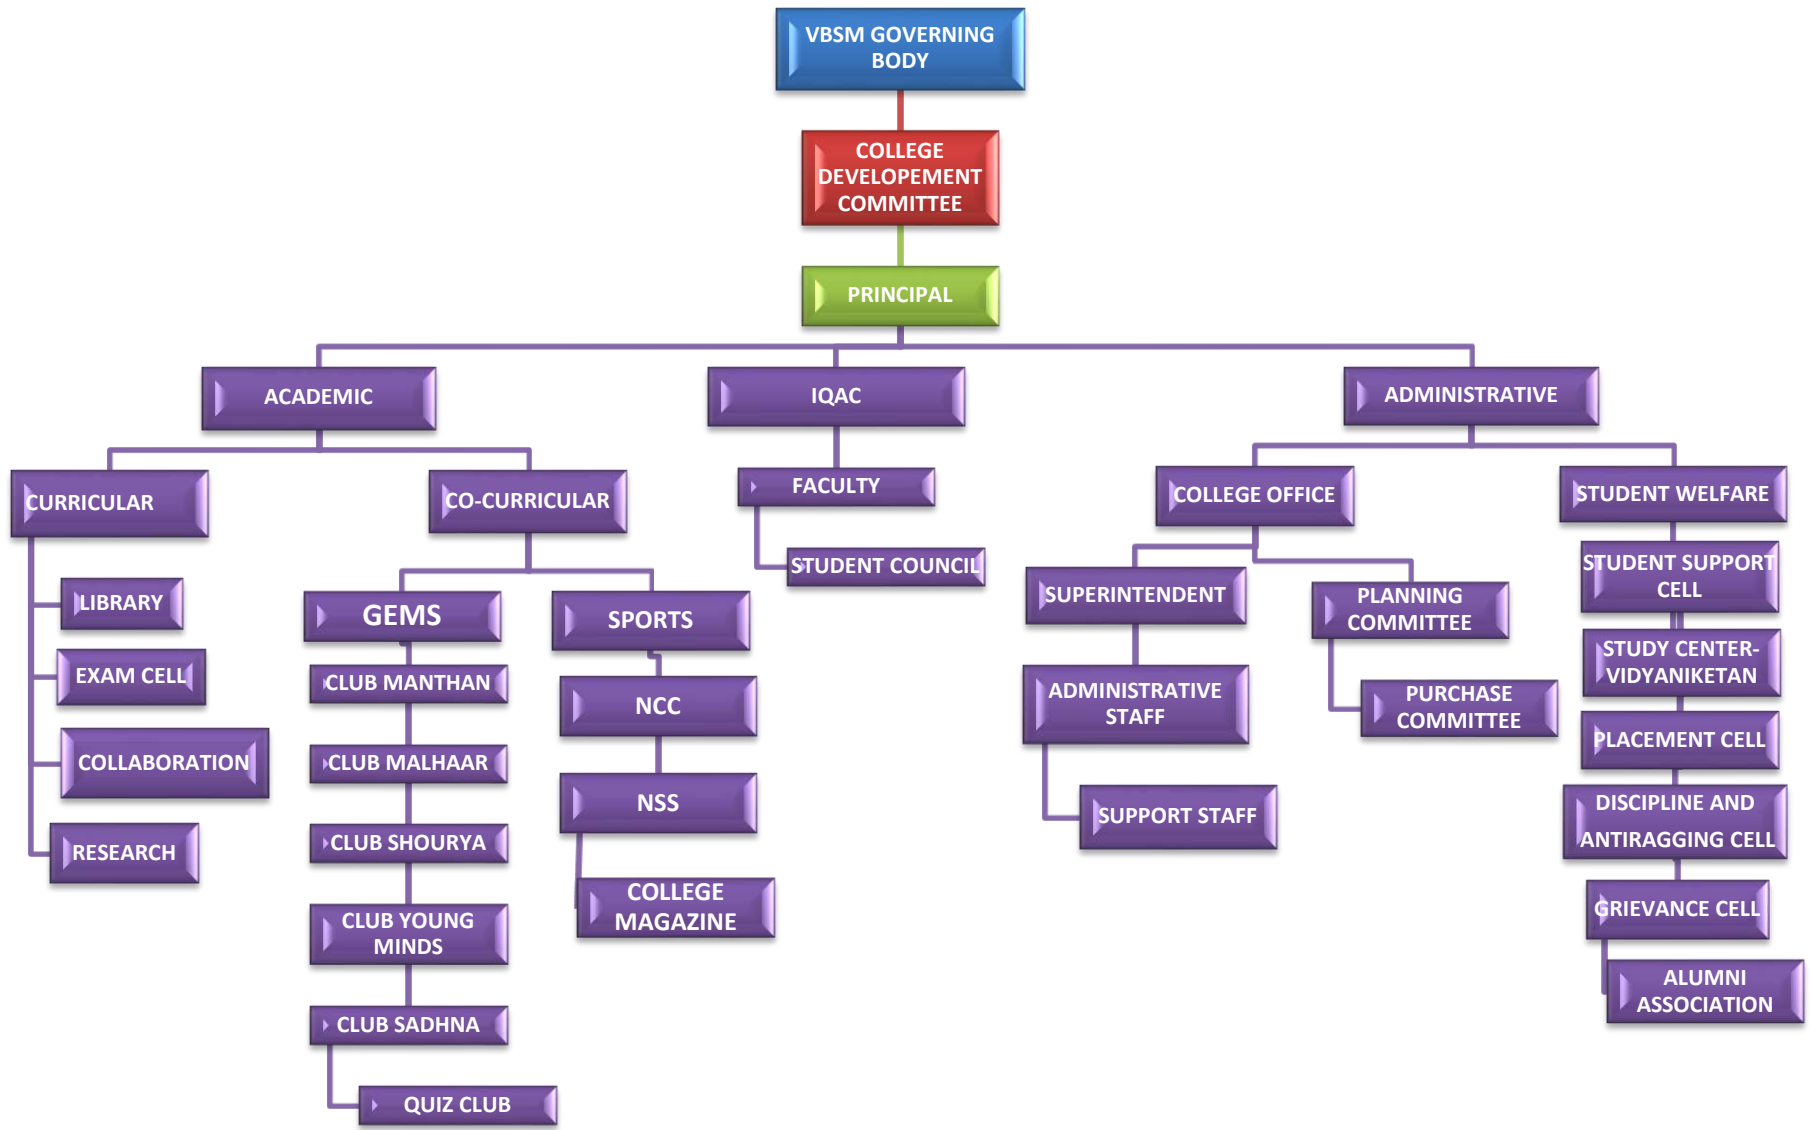 VBSM GOVERNING
BODY
COLLEGE
DEVELOPEMENT
COMMITTEE
PRINCIPAL
ACADEMIC
IQAC
ADMINISTRATIVE
CURRICULAR
CO-CURRICULAR
FACULTY
COLLEGE OFFICE
STUDENT WELFARE
LIBRARY
EXAM CELL
COLLABORATION
RESEARCH
GEMS
CLUB MANTHAN
CLUB MALHAAR
CLUB SHOURYA
CLUB YOUNG
MINDS
CLUB SADHNA
QUIZ CLUB
SPORTS
NCC
NSS
COLLEGE
MAGAZINE
STUDENT COUNCIL
SUPERINTENDENT
ADMINISTRATIVE
STAFF
SUPPORT STAFF
PLANNING
COMMITTEE
PURCHASE
COMMITTEE
STUDENT SUPPORT
CELL
STUDY CENTER-
VIDYANIKETAN
PLACEMENT CELL
DISCIPLINE AND
ANTIRAGGING CELL
GRIEVANCE CELL
ALUMNI
ASSOCIATION